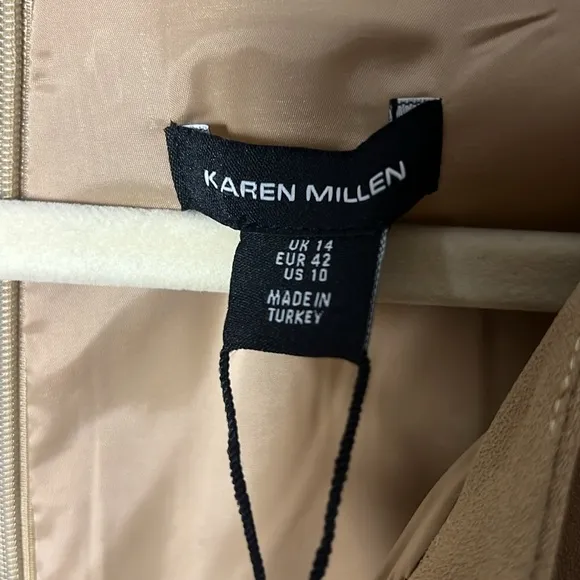 KAREN MILLEN
UK 14
EUR 42
US 10
MADE IN
TURKEY